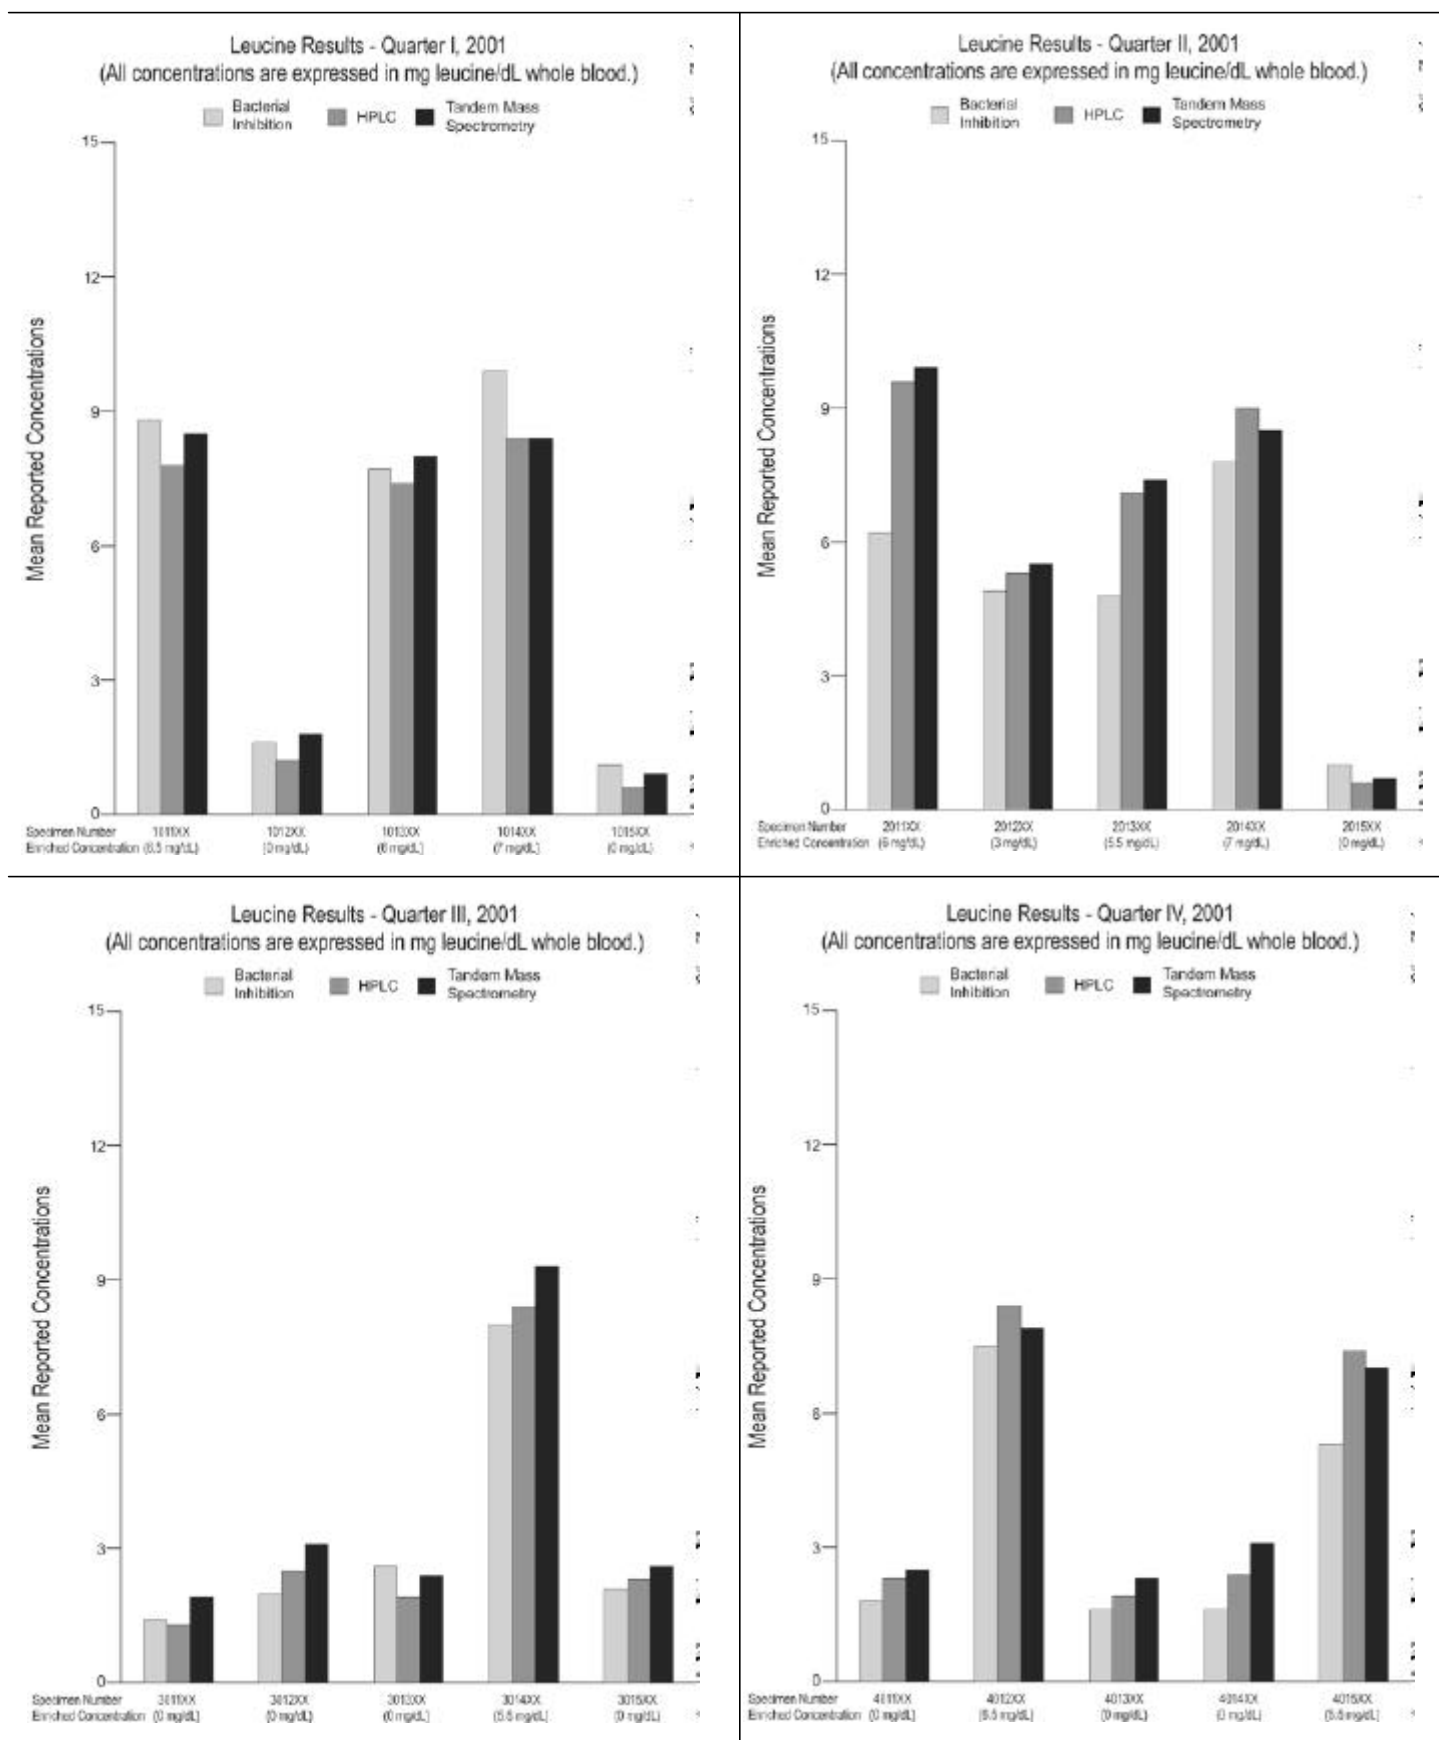 Leucine Results - Quarter I, 2001
(All concentrations are expressed in mg leucine/dL whole blood.)
Bacterial Inhibition HPLC Tandem Mass Spectrometry
15
12
9
6
3
0
Mean Reported Concentrations
Specimen Number 1011XX 1012XX 1013XX 1014XX 1015XX
Enriched Concentration (6.5 mg/dL) (0 mg/dL) (6 mg/dL) (7 mg/dL) (0 mg/dL)
Leucine Results - Quarter II, 2001
(All concentrations are expressed in mg leucine/dL whole blood.)
Bacterial Inhibition HPLC Tandem Mass Spectrometry
15
12
9
6
3
0
Mean Reported Concentrations
Specimen Number 2011XX 2012XX 2013XX 2014XX 2015XX
Enriched Concentration (6 mg/dL) (3 mg/dL) (5.5 mg/dL) (7 mg/dL) (0 mg/dL)
Leucine Results - Quarter III, 2001
(All concentrations are expressed in mg leucine/dL whole blood.)
Bacterial Inhibition HPLC Tandem Mass Spectrometry
15
12
9
6
3
0
Mean Reported Concentrations
Specimen Number 3011XX 3012XX 3013XX 3014XX 3015XX
Enriched Concentration (0 mg/dL) (0 mg/dL) (0 mg/dL) (0 mg/dL)
Leucine Results - Quarter IV, 2001
(All concentrations are expressed in mg leucine/dL whole blood.)
Bacterial Inhibition HPLC Tandem Mass Spectrometry
15
12
9
6
3
0
Mean Reported Concentrations
Specimen Number 4011XX 4012XX 4013XX 4014XX 4015XX
Enriched Concentration (0 mg/dL) (0 mg/dL) (0 mg/dL) (5.5 mg/dL)